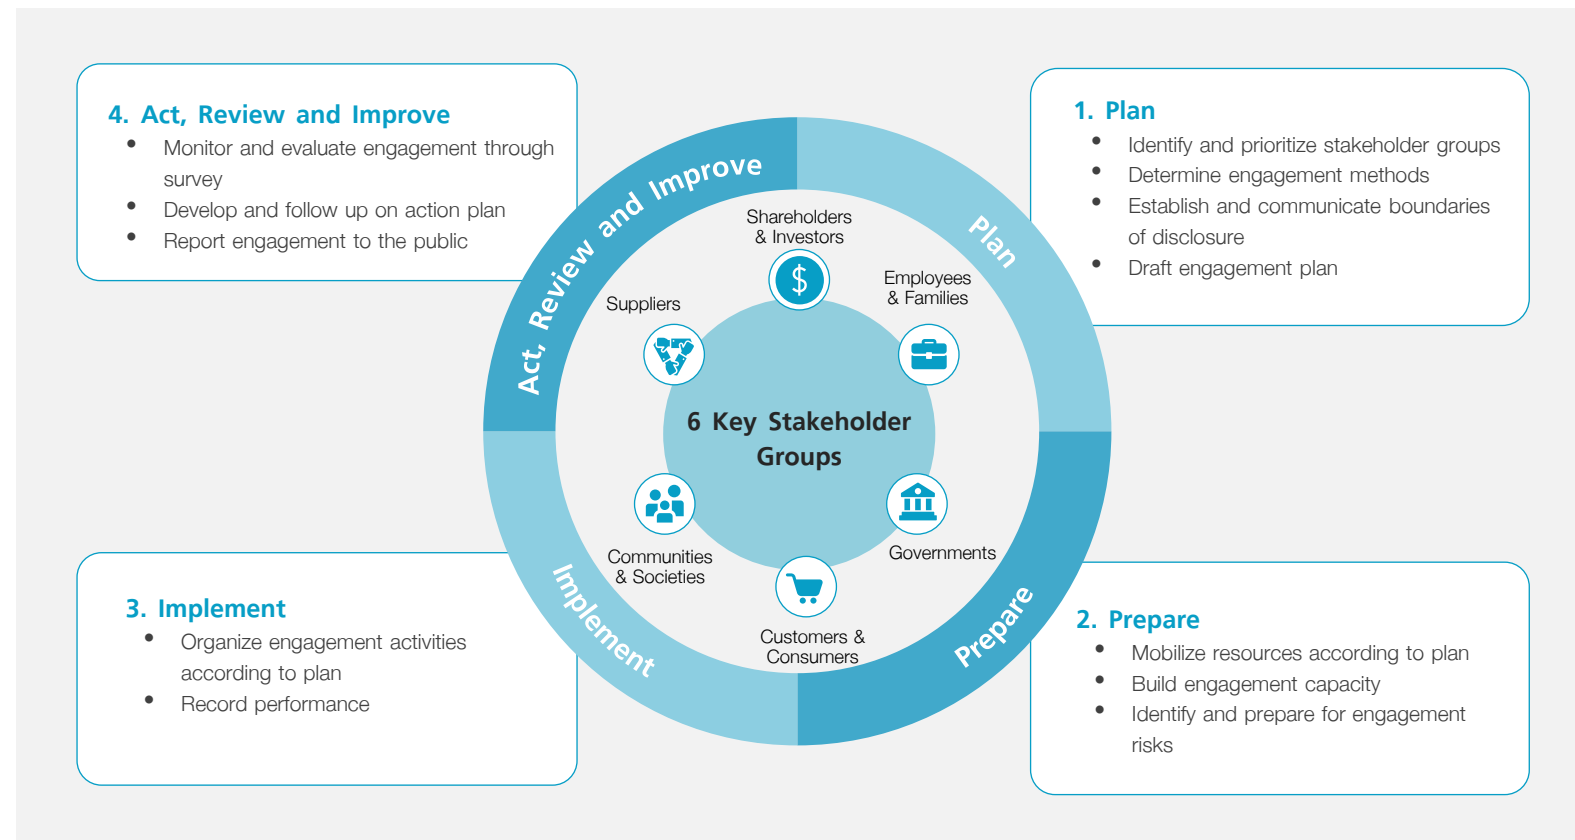 4. Act, Review and Improve
• Monitor and evaluate engagement through
survey
• Develop and follow up on action plan
• Report engagement to the public
1. Plan
• Identify and prioritize stakeholder groups
• Determine engagement methods
• Establish and communicate boundaries
of disclosure
• Draft engagement plan
Act, Review and Improve
Plan
Shareholders
& Investors
$
Employees
& Families
Suppliers
6 Key Stakeholder
Groups
Governments
Communities
& Societies
Customers &
Consumers
Implement
Prepare
3. Implement
• Organize engagement activities
according to plan
• Record performance
2. Prepare
• Mobilize resources according to plan
• Build engagement capacity
• Identify and prepare for engagement
risks